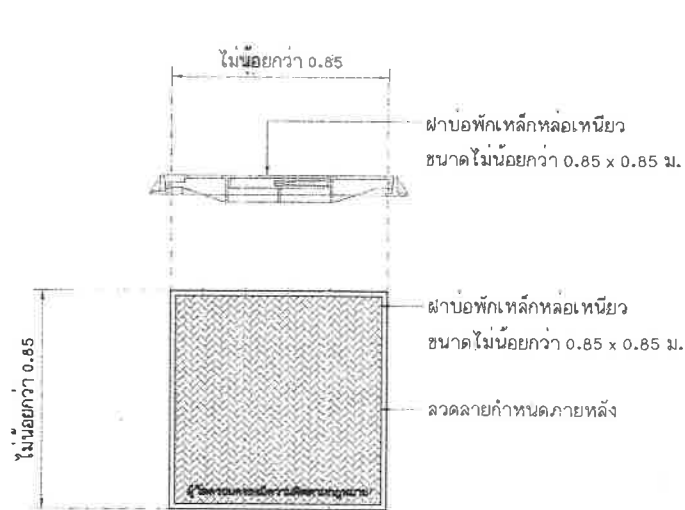 ไม่น้อยกว่า 0.85
ฝาบ่อพักเหล็กหล่อเหนียว
ขนาดไม่น้อยกว่า 0.85 x 0.85 ม.
ฝาบ่อพักเหล็กหล่อเหนียว
ขนาดไม่น้อยกว่า 0.85 x 0.85 ม.
ไม่น้อยกว่า 0.85
ลวดลายกำหนดภายหลัง